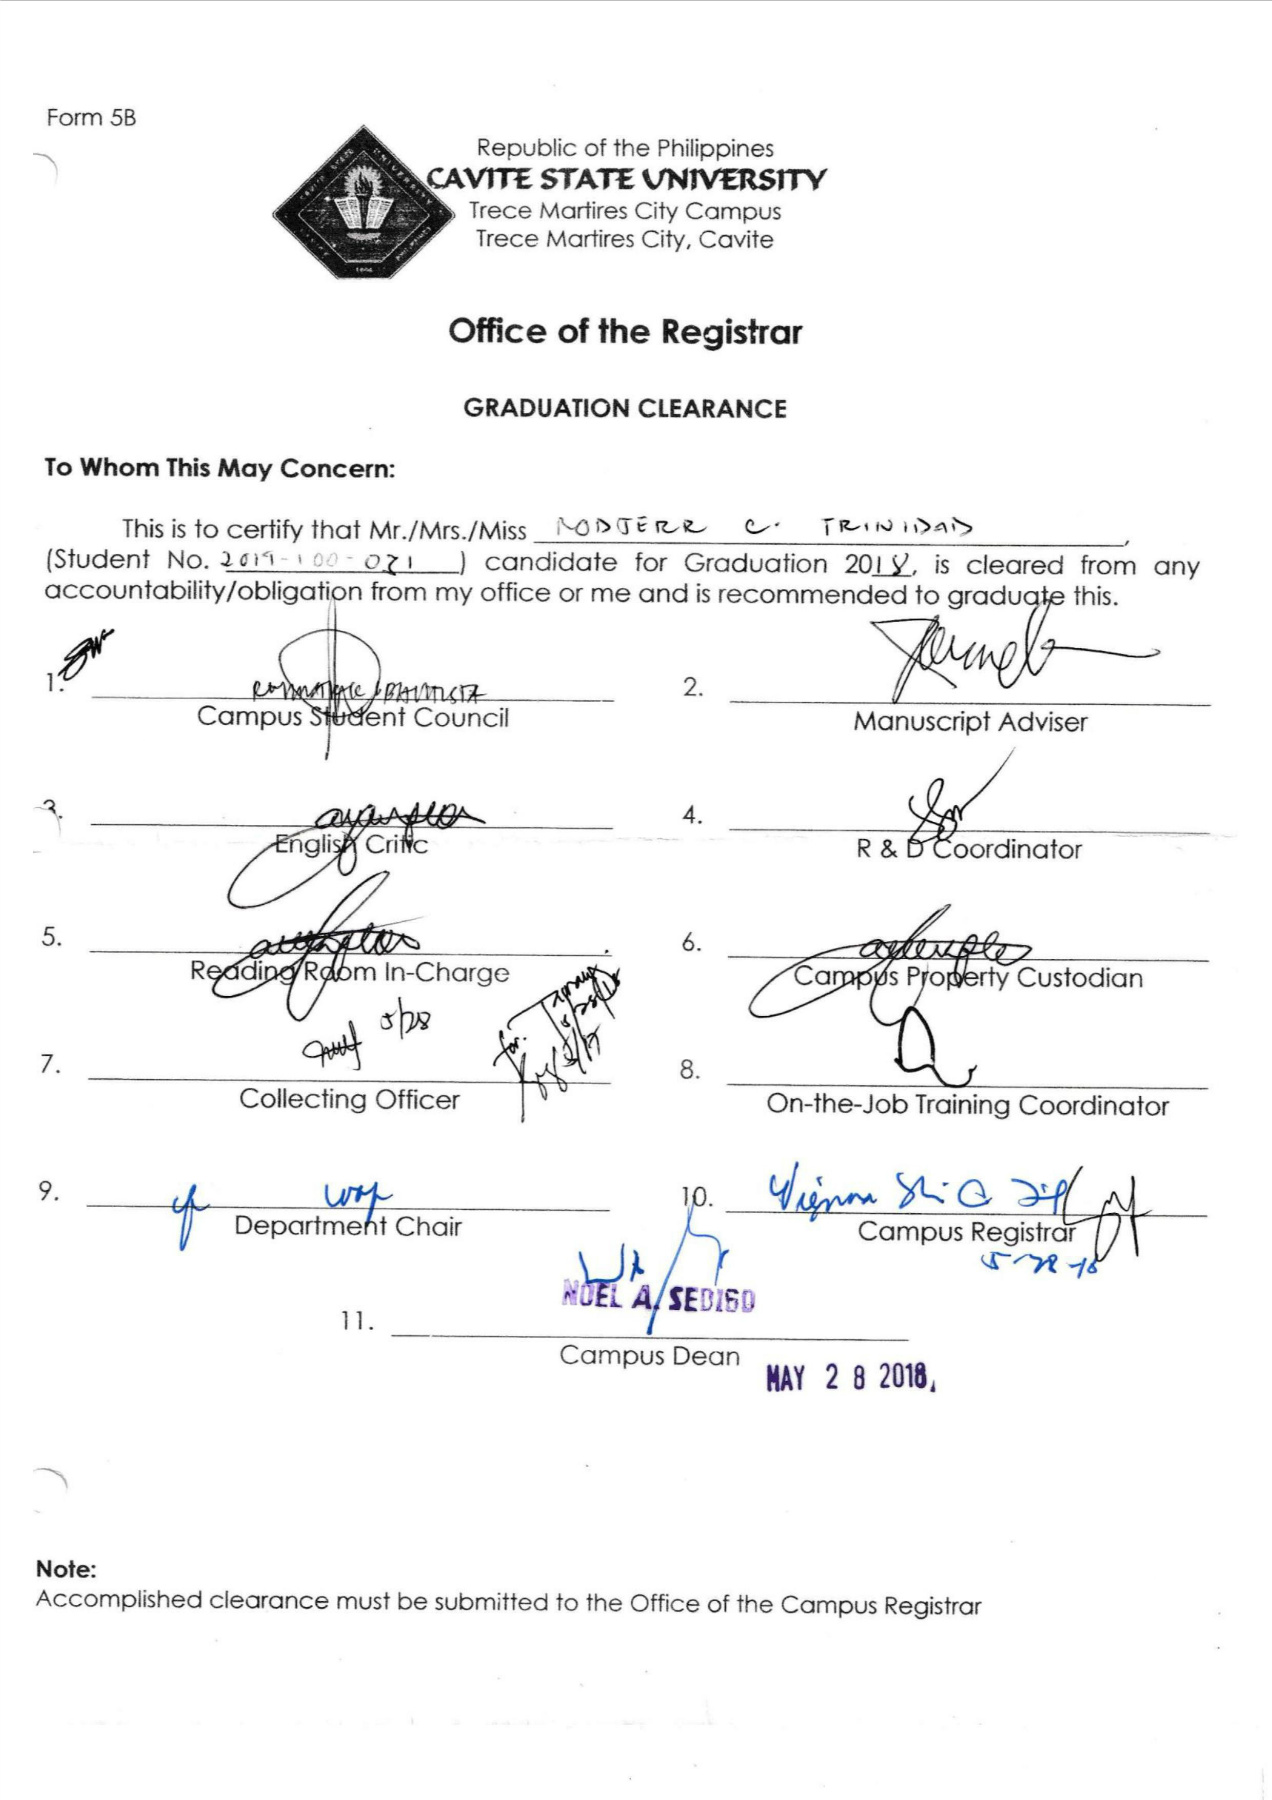 Form 5B
Republic of the Philippines
CAVITE STATE UNIVERSITY
Trece Martires City Campus
Trece Martires City, Cavite
Office of the Registrar
GRADUATION CLEARANCE
To Whom This May Concern:
This is to certify that Mr./Mrs./Miss RODJERR C. TRINIDAD,
(Student No. 2014-100-071) candidate for Graduation 2018, is cleared from any
accountability/obligation from my office or me and is recommended to graduate this.
1. BAUTISTA
Campus Student Council
2.
Manuscript Adviser
3.
English Critic
4.
R & D Coordinator
5.
Reading Room In-Charge
6.
Campus Property Custodian
5/28
7.
Collecting Officer
8.
On-the-Job Training Coordinator
9.
Department Chair
10.
Campus Registrar
5-28-18
NOEL A. SEDIGO
11.
Campus Dean
MAY 28 2018
Note:
Accomplished clearance must be submitted to the Office of the Campus Registrar